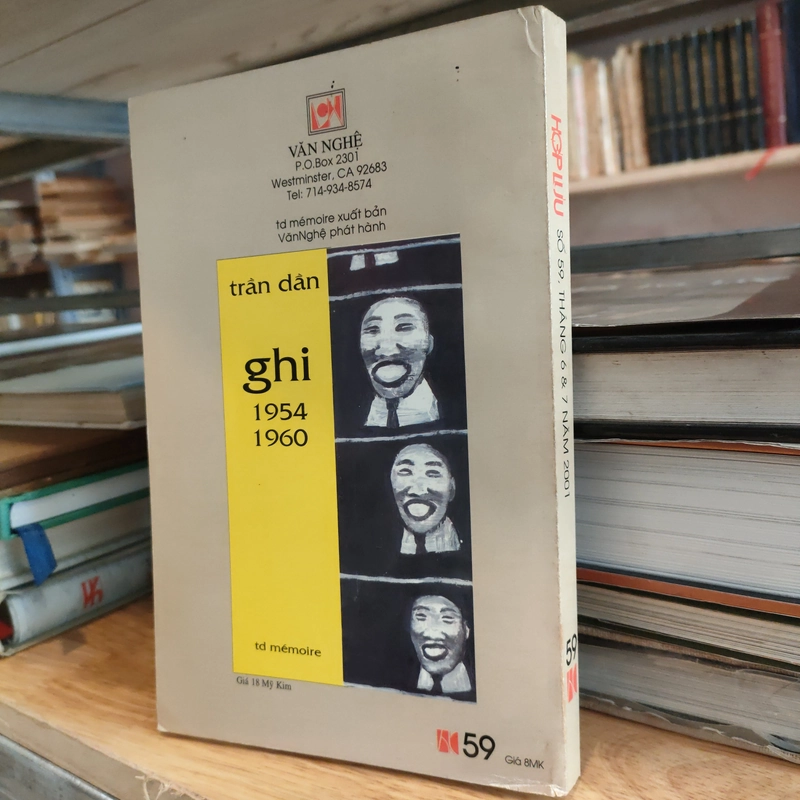 VĂN NGHỆ
P.O.Box 2301
Westminster, CA 92683
Tel: 714-934-8574
td mémoire xuất bản
VănNghệ phát hành
trần dần
ghi
1954
1960
td mémoire
Giá 18 Mỹ Kim
59
Giá 8MK
HỢP LƯU SỐ 59, THÁNG 6 & 7 NĂM 2001
59